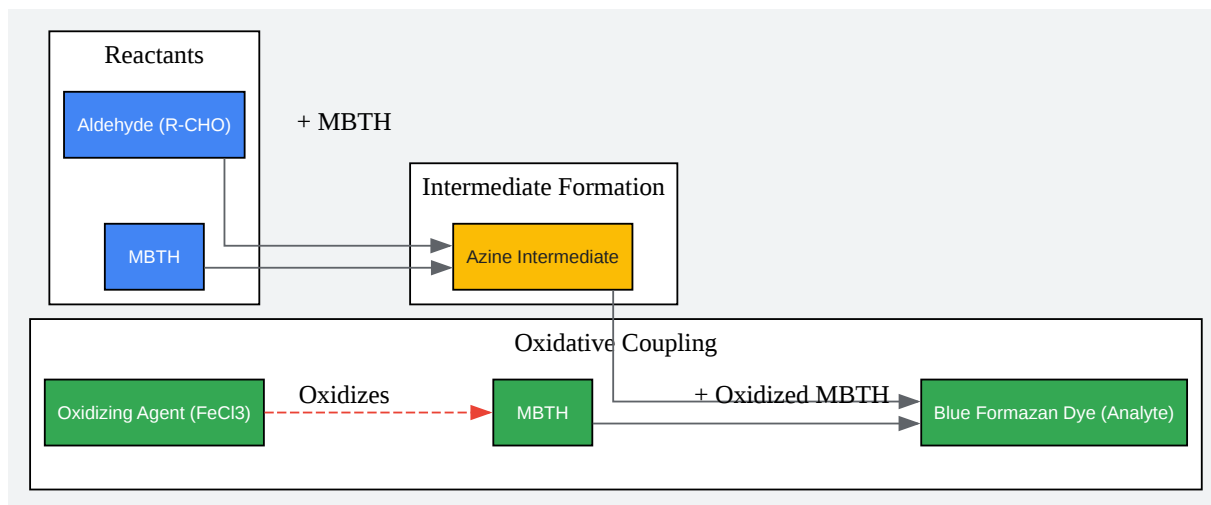 Reactants
Aldehyde (R-CHO)
+ MBTH
Intermediate Formation
MBTH
Azine Intermediate
Oxidative Coupling
Oxidizing Agent (FeCl3)
Oxidizes
MBTH
+ Oxidized MBTH
Blue Formazan Dye (Analyte)